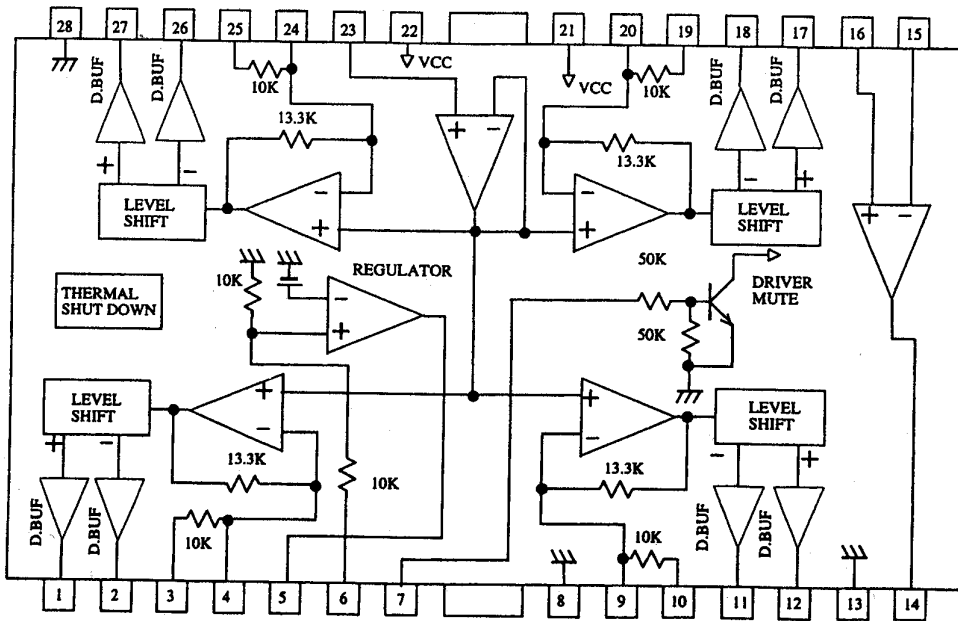 28 27 26 25 24 23 22 21 20 19 18 17 16 15
D.BUF D.BUF 10K VCC VCC 10K D.BUF D.BUF
13.3K 13.3K
+ - - + + - - + - + + -
LEVEL SHIFT
LEVEL SHIFT
50K
REGULATOR
10K
DRIVER MUTE
THERMAL SHUT DOWN
- +
50K
LEVEL SHIFT
LEVEL SHIFT
+ - + - + - - +
13.3K 10K 13.3K
D.BUF D.BUF 10K 10K D.BUF D.BUF
1 2 3 4 5 6 7 8 9 10 11 12 13 14